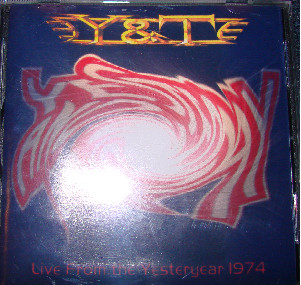 Y&T
Live From the Yesteryear 1974